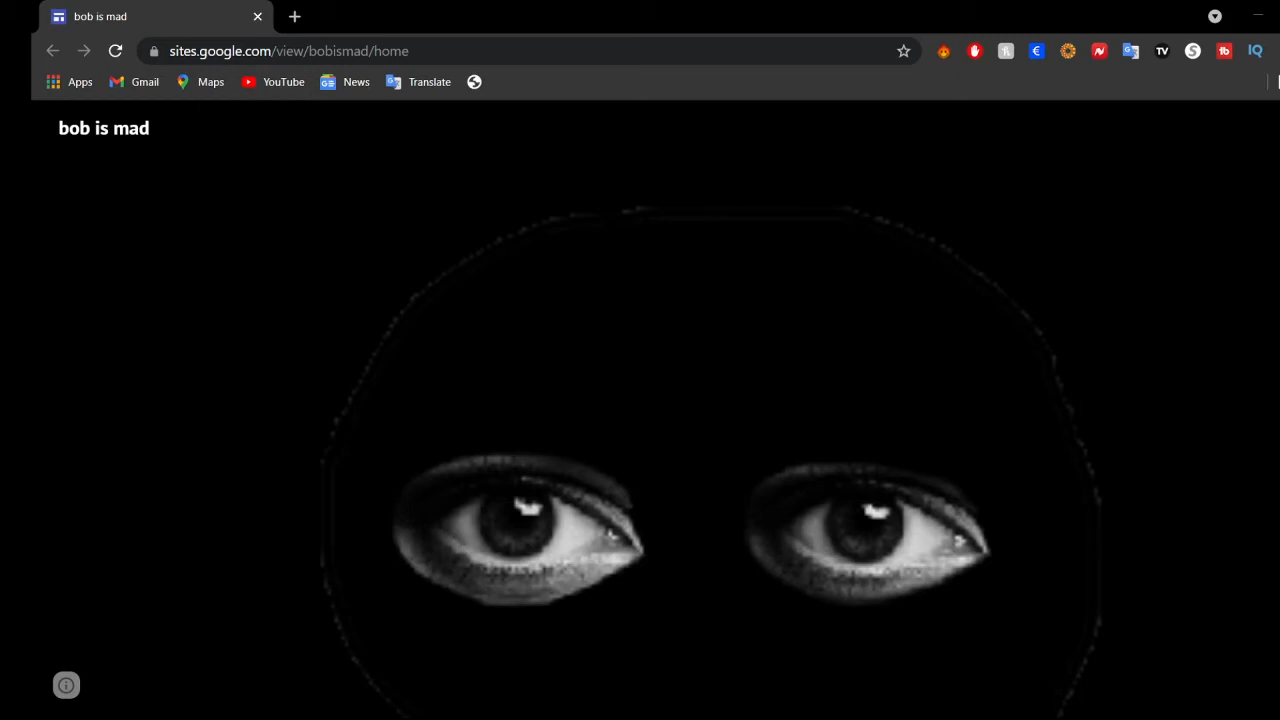 bob is mad
sites.google.com/view/bobismad/home
Apps Gmail Maps YouTube News Translate
bob is mad